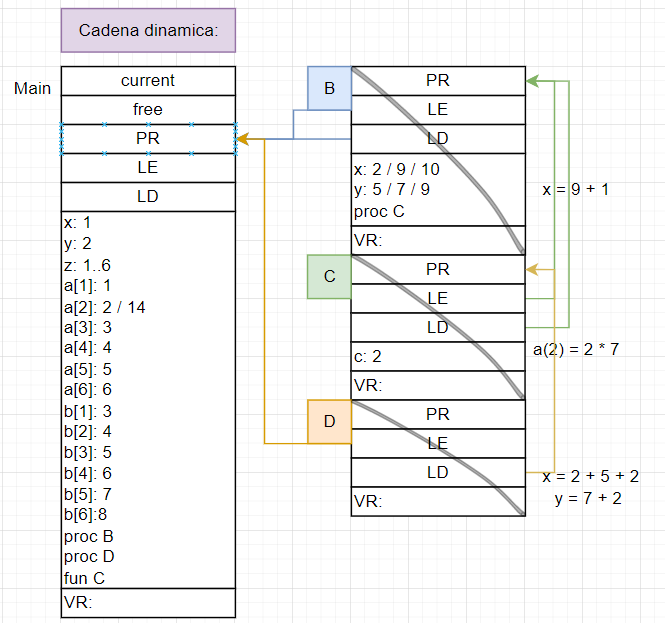 Cadena dinamica:
Main
current
free
PR
LE
LD
x: 1
y: 2
z: 1..6
a[1]: 1
a[2]: 2 / 14
a[3]: 3
a[4]: 4
a[5]: 5
a[6]: 6
b[1]: 3
b[2]: 4
b[3]: 5
b[4]: 6
b[5]: 7
b[6]:8
proc B
proc D
fun C
VR:
B
PR
LE
LD
x: 2 / 9 / 10
y: 5 / 7 / 9
proc C
VR:
x = 9 + 1
C
PR
LE
LD
c: 2
VR:
a(2) = 2 * 7
D
PR
LE
LD
VR:
x = 2 + 5 + 2
y = 7 + 2